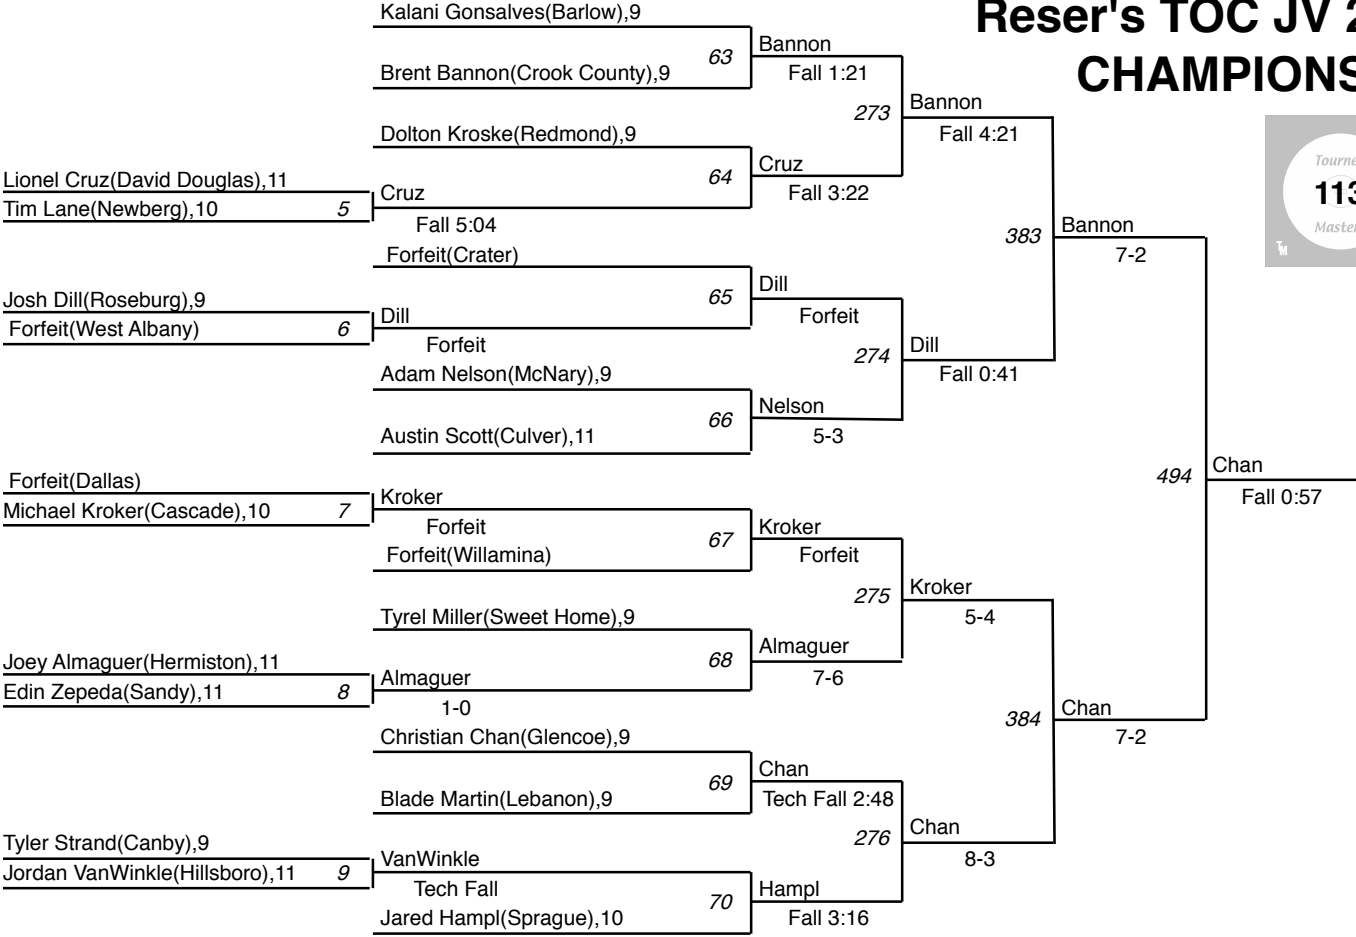 Reser's TOC JV
CHAMPIONS
Kalani Gonsalves(Barlow),9
63
Bannon
Brent Bannon(Crook County),9
Fall 1:21
273
Bannon
Dolton Kroske(Redmond),9
Fall 4:21
64
Cruz
Lionel Cruz(David Douglas),11
Tim Lane(Newberg),10
5
Cruz
Fall 3:22
Fall 5:04
383
Bannon
Forfeit(Crater)
7-2
65
Dill
Josh Dill(Roseburg),9
Forfeit(West Albany)
6
Dill
Forfeit
Forfeit
274
Dill
Adam Nelson(McNary),9
Fall 0:41
66
Nelson
Austin Scott(Culver),11
5-3
494
Chan
Forfeit(Dallas)
Fall 0:57
Michael Kroker(Cascade),10
7
Kroker
Forfeit
67
Kroker
Forfeit(Willamina)
Forfeit
275
Kroker
Tyrel Miller(Sweet Home),9
5-4
68
Almaguer
Joey Almaguer(Hermiston),11
Edin Zepeda(Sandy),11
8
Almaguer
7-6
1-0
384
Chan
Christian Chan(Glencoe),9
7-2
69
Chan
Blade Martin(Lebanon),9
Tech Fall 2:48
276
Chan
Tyler Strand(Canby),9
8-3
Jordan VanWinkle(Hillsboro),11
9
VanWinkle
Tech Fall
70
Hampl
Jared Hampl(Sprague),10
Fall 3:16
Tourne
113
Master
TM